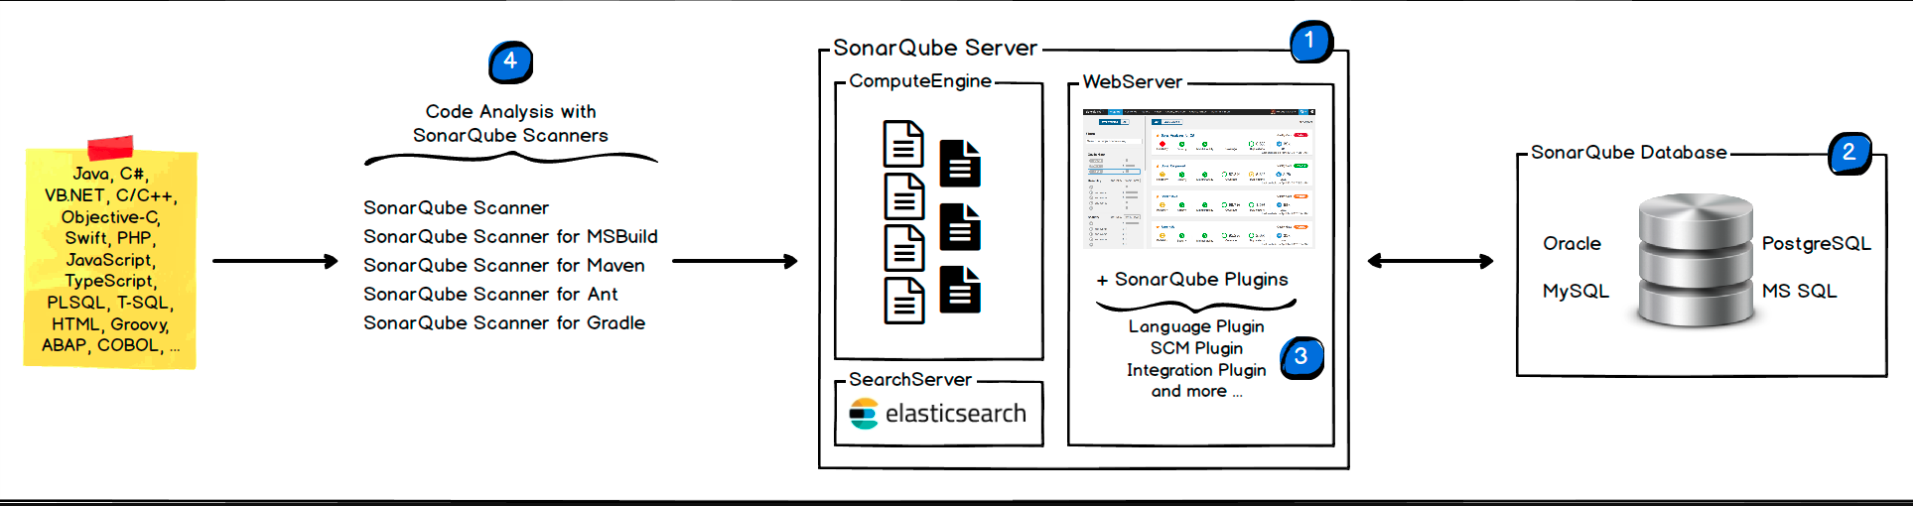 Java, C#,
VB.NET, C/C++,
Objective-C,
Swift, PHP,
JavaScript,
TypeScript,
PLSQL, T-SQL,
HTML, Groovy,
ABAP, COBOL, ...
4
Code Analysis with
SonarQube Scanners
SonarQube Scanner
SonarQube Scanner for MSBuild
SonarQube Scanner for Maven
SonarQube Scanner for Ant
SonarQube Scanner for Gradle
SonarQube Server
1
ComputeEngine
SearchServer
elasticsearch
WebServer
+ SonarQube Plugins
Language Plugin
SCM Plugin
Integration Plugin
and more ...
3
SonarQube Database
2
Oracle
MySQL
PostgreSQL
MS SQL